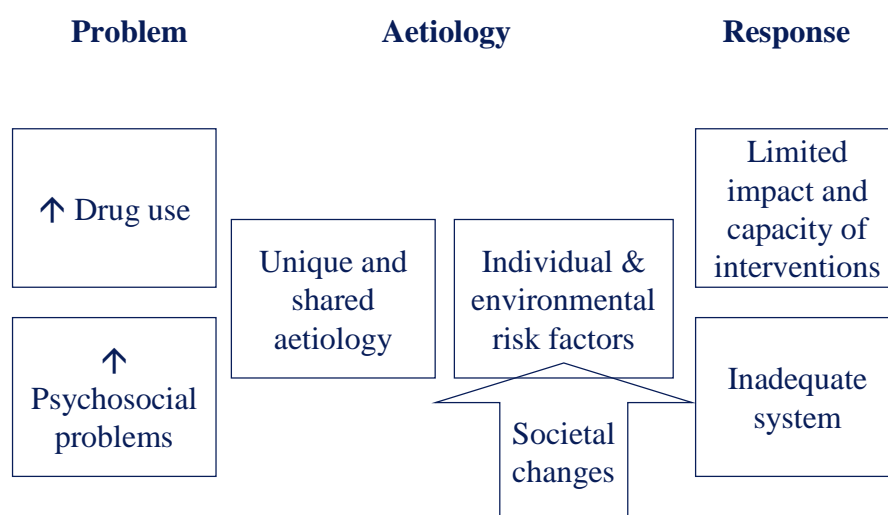 Problem
Aetiology
Response
↑ Drug use
↑
Psychosocial
problems
Unique and
shared
aetiology
Individual &
environmental
risk factors
Societal
changes
Limited
impact and
capacity of
interventions
Inadequate
system